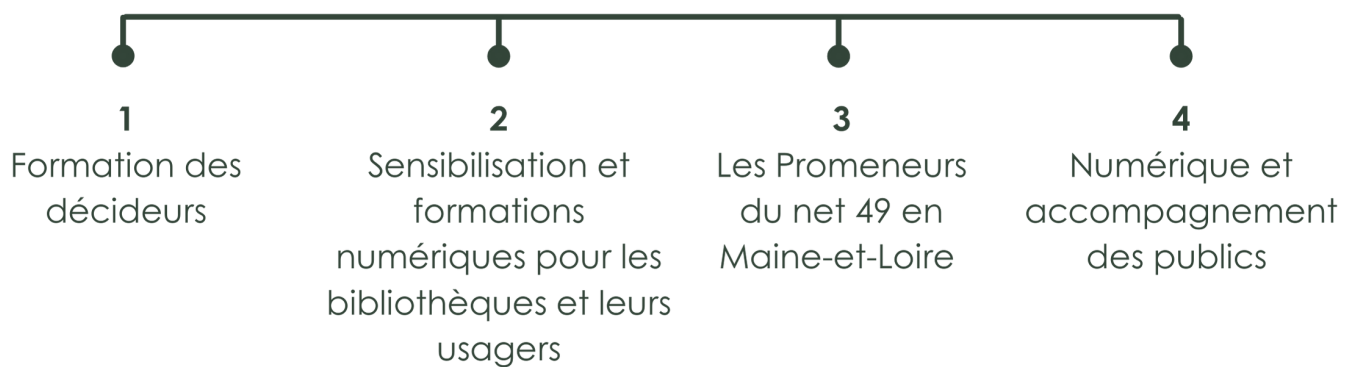 1
Formation des
décideurs
2
Sensibilisation et
formations
numériques pour les
bibliothèques et leurs
usagers
3
Les Promeneurs
du net 49 en
Maine-et-Loire
4
Numérique et
accompagnement
des publics